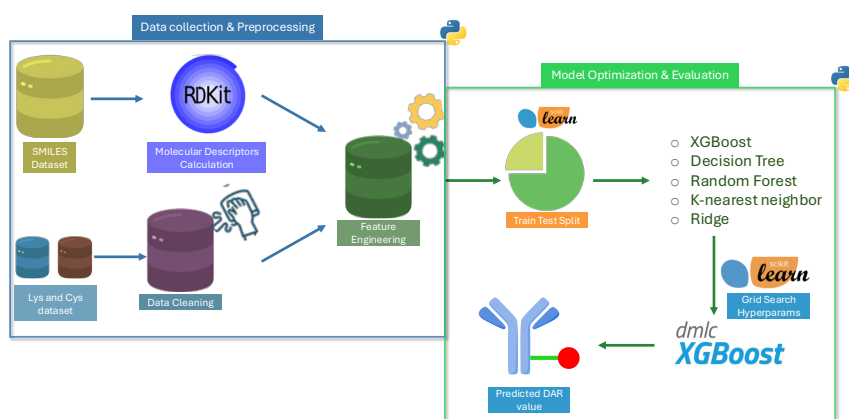 Data collection & Preprocessing
RDKit
SMILES
Dataset
Molecular Descriptors
Calculation
Lys and Cys
dataset
Data Cleaning
Feature
Engineering
Model Optimization & Evaluation
scikit
learn
Train Test Split
XGBoost
Decision Tree
Random Forest
K-nearest neighbor
Ridge
scikit
learn
Grid Search
Hyperparams
dmlc
XGBoost
Predicted DAR
value